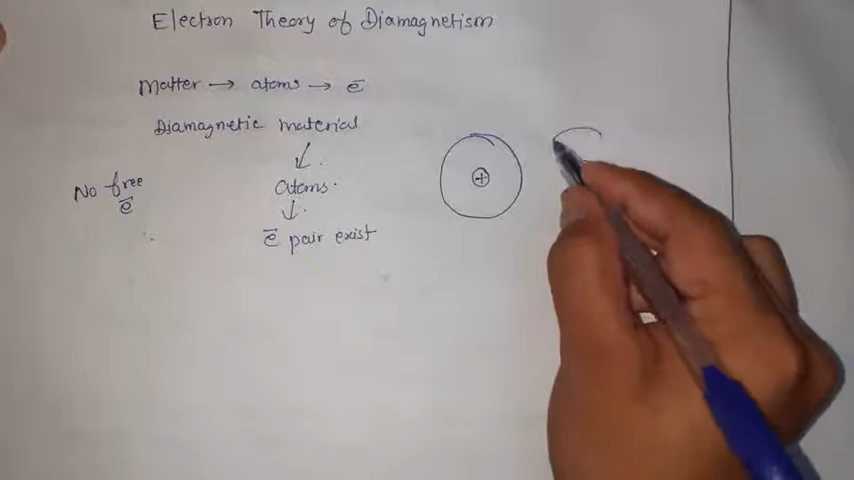 Electron Theory of Diamagnetism
Matter → atoms → e̅
Diamagnetic material
No free
e̅
atoms.
e̅ pair exist
+